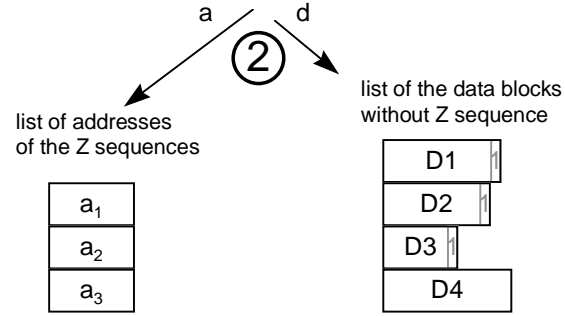 a d
2
list of addresses
of the Z sequences
list of the data blocks
without Z sequence
a₁
a₂
a₃
D1 1
D2 1
D3 1
D4